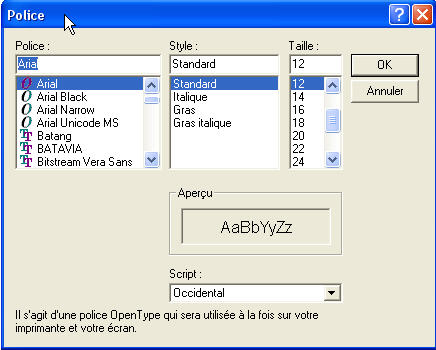 Police
Police :
Style :
Taille :
Arial
Standard
12
OK
Arial
Arial Black
Arial Narrow
Arial Unicode MS
Batang
BATAVIA
Bitstream Vera Sans
Standard
Italique
Gras
Gras italique
12
14
16
18
20
22
24
Annuler
Aperçu
AaBbYyZz
Script :
Occidental
Il s'agit d'une police OpenType qui sera utilisée à la fois sur votre
imprimante et votre écran.